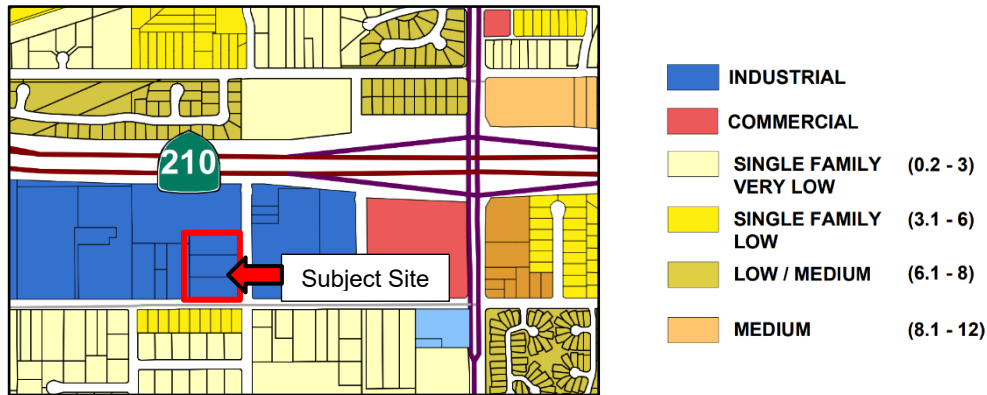 210
Subject Site
INDUSTRIAL
COMMERCIAL
SINGLE FAMILY (0.2 - 3)
VERY LOW
SINGLE FAMILY (3.1 - 6)
LOW
LOW / MEDIUM (6.1 - 8)
MEDIUM (8.1 - 12)